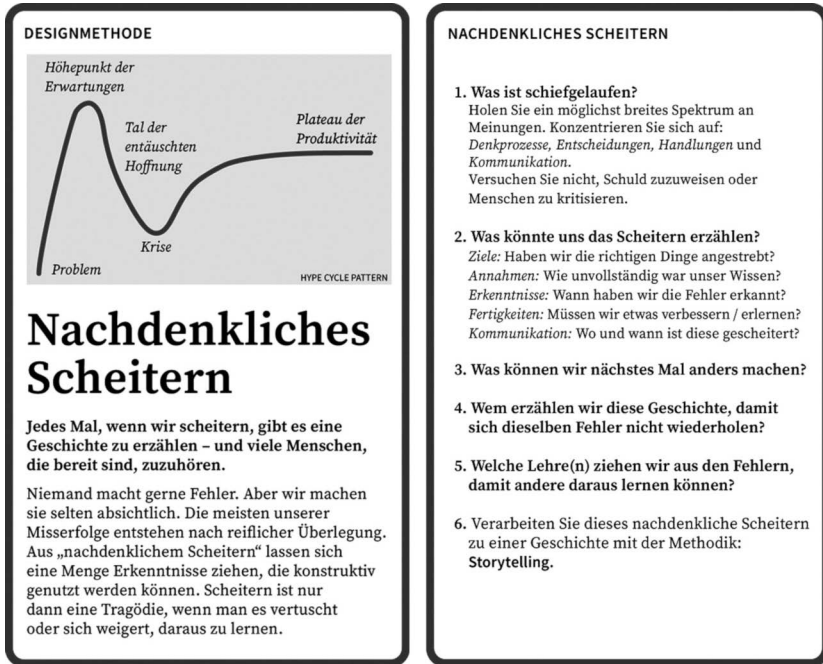 DESIGNMETHODE
Höhepunkt der
Erwartungen
Tal der
entäuschten
Hoffnung
Plateau der
Produktivität
Krise
Problem
HYPE CYCLE PATTERN
Nachdenkliches
Scheitern
Jedes Mal, wenn wir scheitern, gibt es eine
Geschichte zu erzählen – und viele Menschen,
die bereit sind, zuzuhören.
Niemand macht gerne Fehler. Aber wir machen
sie selten absichtlich. Die meisten unserer
Misserfolge entstehen nach reiflicher Überlegung.
Aus „nachdenklichem Scheitern“ lassen sich
eine Menge Erkenntnisse ziehen, die konstruktiv
genutzt werden können. Scheitern ist nur
dann eine Tragödie, wenn man es vertuscht
oder sich weigert, daraus zu lernen.
NACHDENKLICHES SCHEITERN
1. Was ist schiefgelaufen?
Holen Sie ein möglichst breites Spektrum an
Meinungen. Konzentrieren Sie sich auf:
Denkprozesse, Entscheidungen, Handlungen und
Kommunikation.
Versuchen Sie nicht, Schuld zuzuweisen oder
Menschen zu kritisieren.
2. Was könnte uns das Scheitern erzählen?
Ziele: Haben wir die richtigen Dinge angestrebt?
Annahmen: Wie unvollständig war unser Wissen?
Erkenntnisse: Wann haben wir die Fehler erkannt?
Fertigkeiten: Müssen wir etwas verbessern / erlernen?
Kommunikation: Wo und wann ist diese gescheitert?
3. Was können wir nächstes Mal anders machen?
4. Wem erzählen wir diese Geschichte, damit
sich dieselben Fehler nicht wiederholen?
5. Welche Lehre(n) ziehen wir aus den Fehlern,
damit andere daraus lernen können?
6. Verarbeiten Sie dieses nachdenkliche Scheitern
zu einer Geschichte mit der Methodik:
Storytelling.